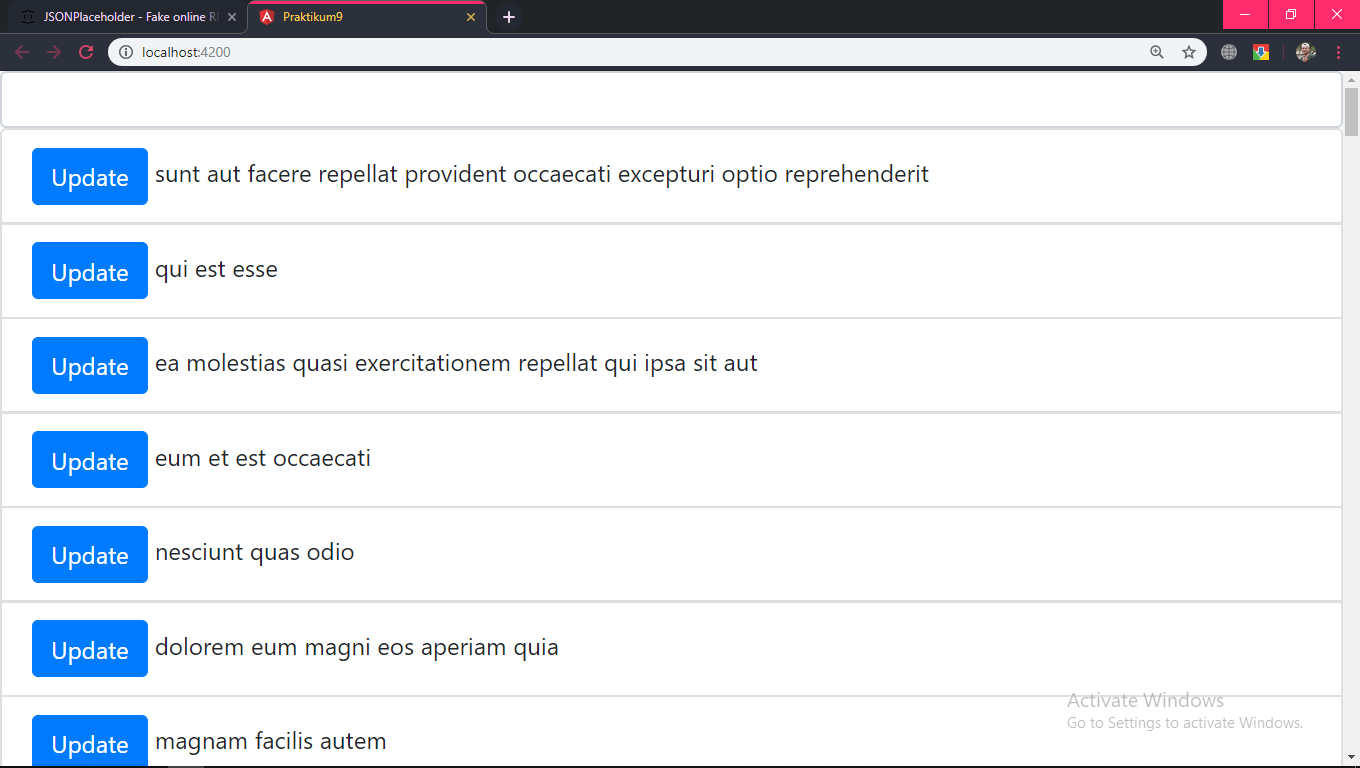 JSONPlaceholder - Fake online R
Praktikum9
localhost:4200
Update sunt aut facere repellat provident occaecati excepturi optio reprehenderit
Update qui est esse
Update ea molestias quasi exercitationem repellat qui ipsa sit aut
Update eum et est occaecati
Update nesciunt quas odio
Update dolorem eum magni eos aperiam quia
Update magnam facilis autem
Activate Windows
Go to Settings to activate Windows.